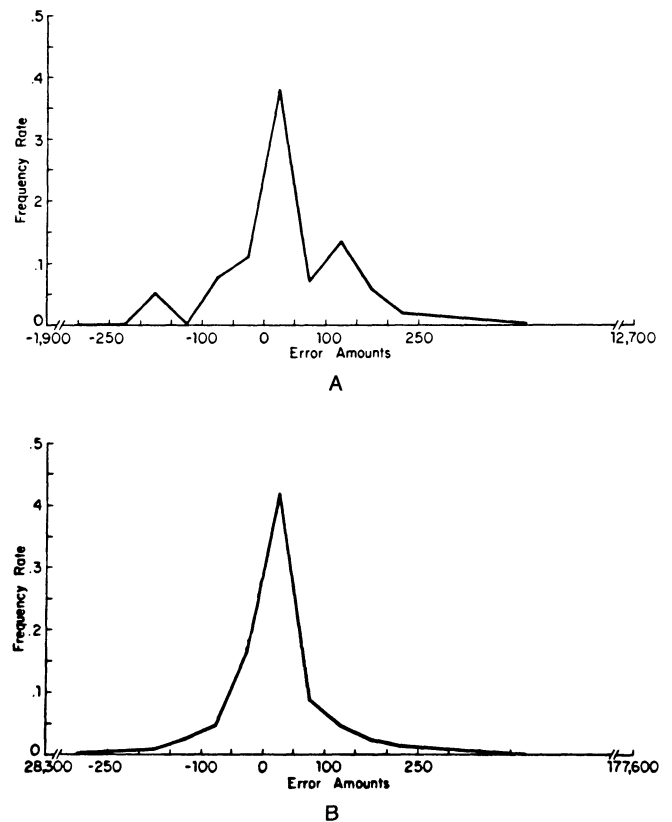 .5
.4
3
.2
.1
0
Frequency Rate
-1,900 -250 -100 0 100 250 12,700
Error Amounts
A
.5
4
.3
.2
.1
0
Frequency Rate
28,300 -250 -100 0 100 250 177,600
Error Amounts
B